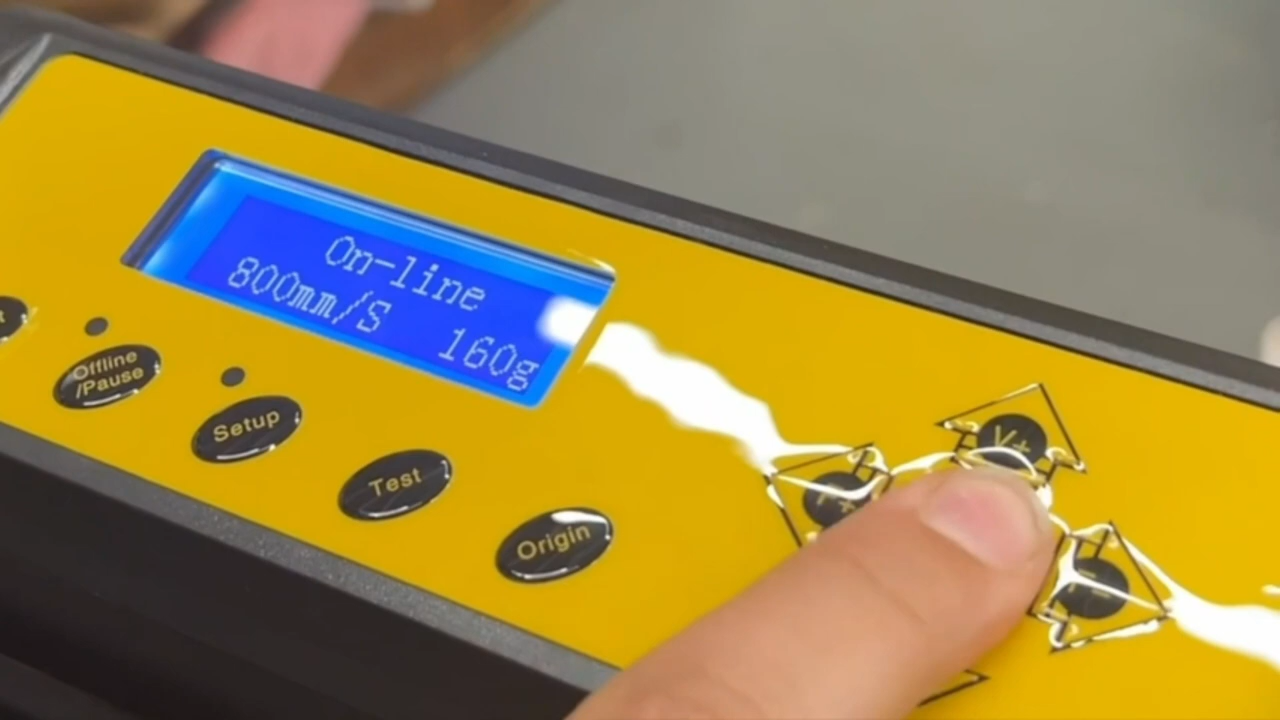 On-line
800mm/S
160g
Offline
/Pause
Setup
Test
Origin
Y+